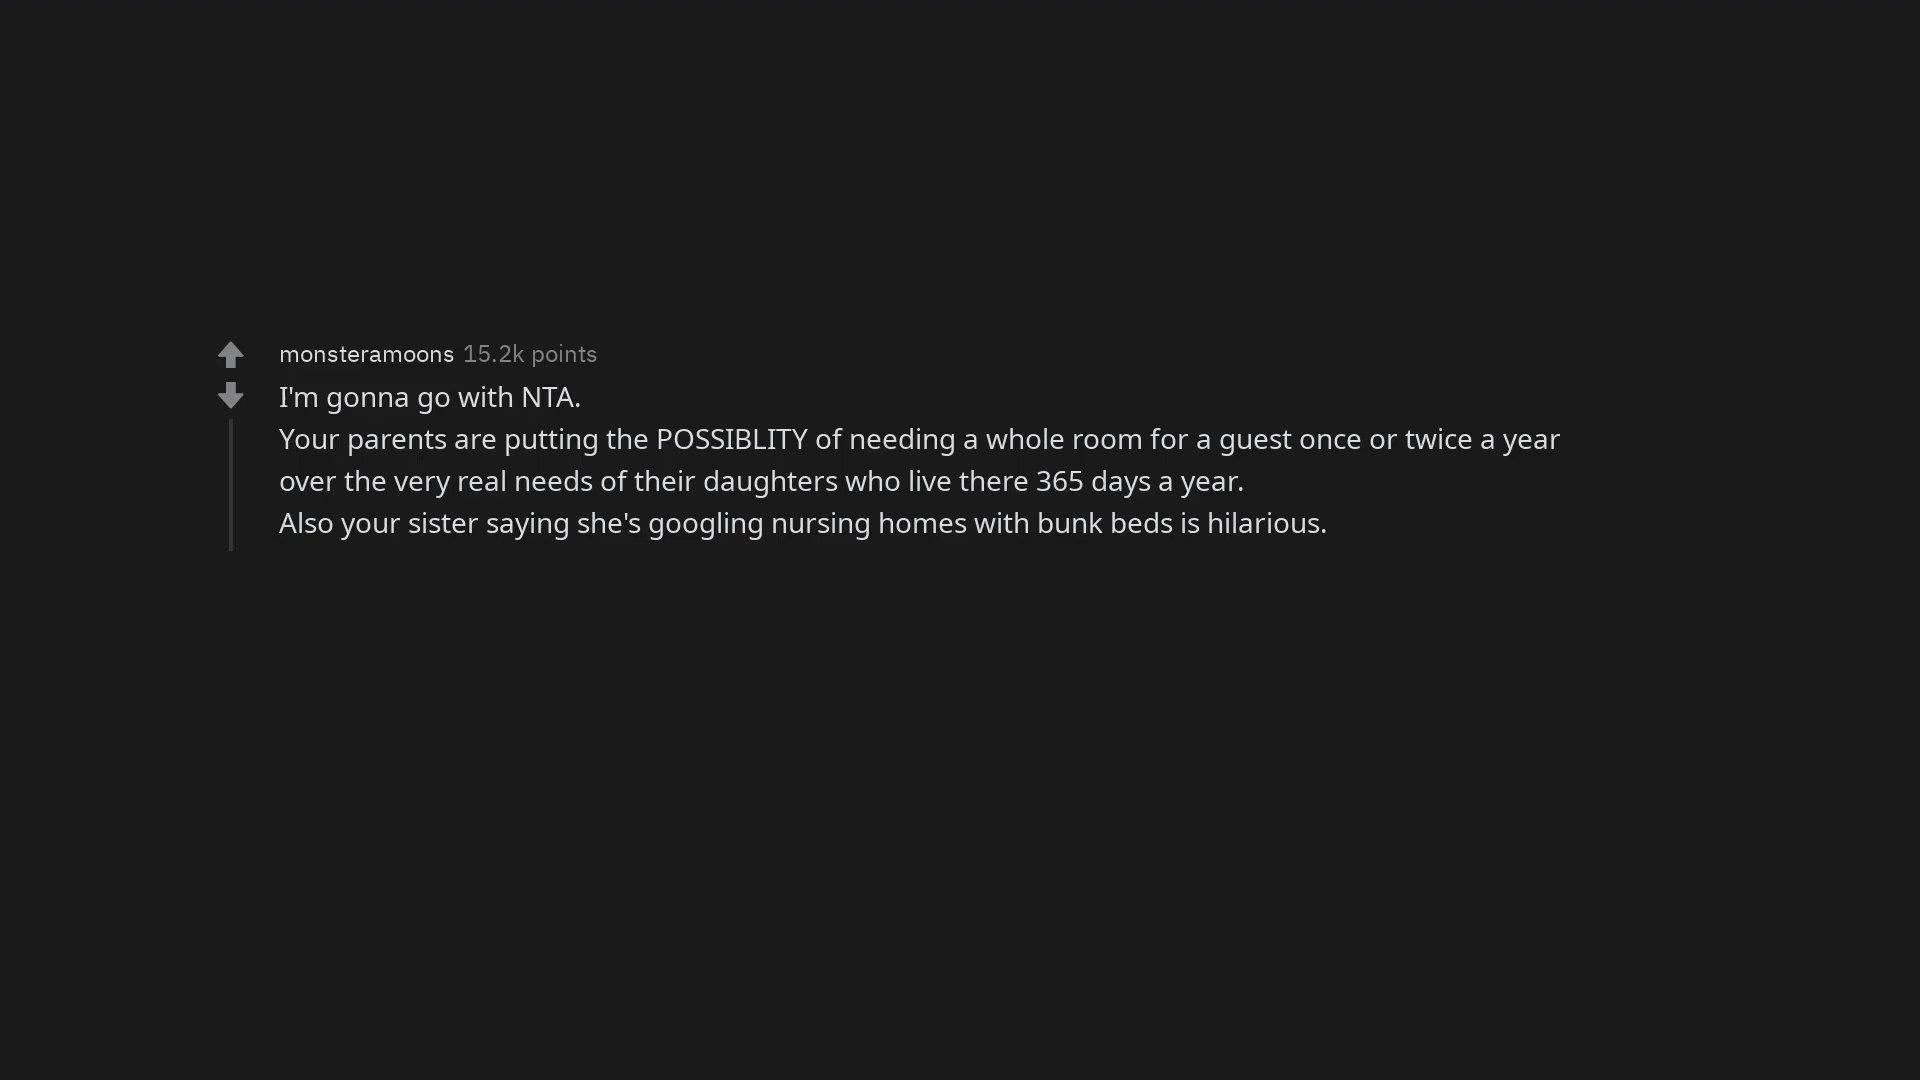 monsteramoons 15.2k points
I'm gonna go with NTA.
Your parents are putting the POSSIBLITY of needing a whole room for a guest once or twice a year
over the very real needs of their daughters who live there 365 days a year.
Also your sister saying she's googling nursing homes with bunk beds is hilarious.